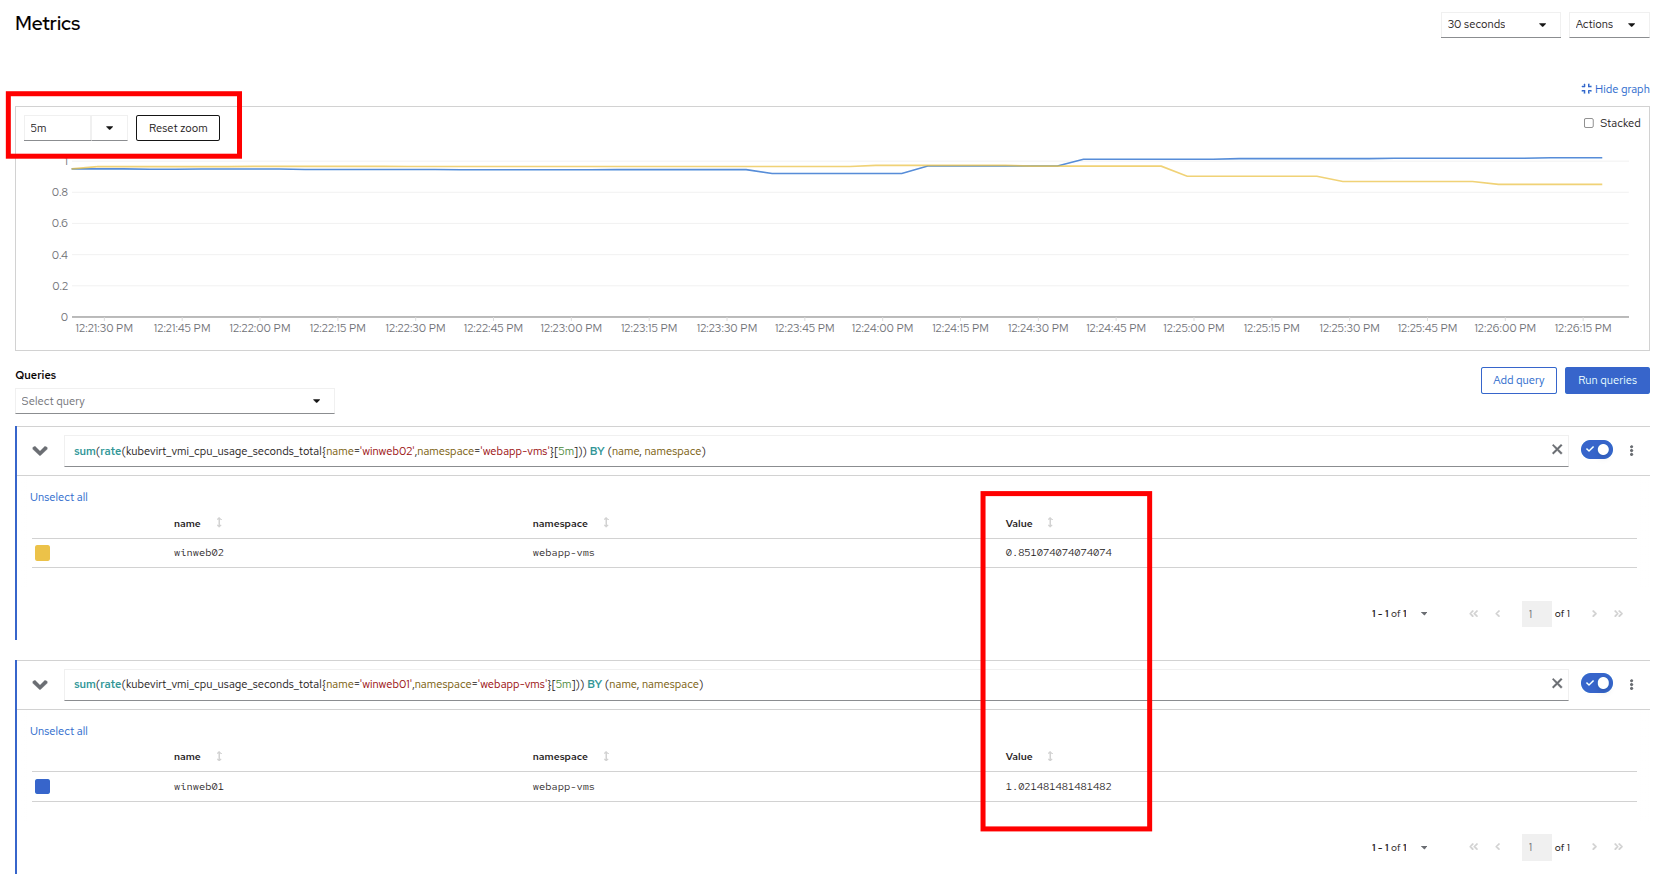 Metrics
30 seconds
Actions
Hide graph
5m
Reset zoom
Stacked
1
0.8
0.6
0.4
0.2
0
12:21:30 PM 12:21:45 PM 12:22:00 PM 12:22:15 PM 12:22:30 PM 12:22:45 PM 12:23:00 PM 12:23:15 PM 12:23:30 PM 12:23:45 PM 12:24:00 PM 12:24:15 PM 12:24:30 PM 12:24:45 PM 12:25:00 PM 12:25:15 PM 12:25:30 PM 12:25:45 PM 12:26:00 PM 12:26:15 PM
Queries
Select query
Add query
Run queries
sum(rate(kubevirt_vmi_cpu_usage_seconds_total{name='winweb02',namespace='webapp-vms'}[5m])) BY (name, namespace)
Unselect all
name namespace Value
winweb02 webapp-vms 0.851074074074074
1 - 1 of 1
1 of 1
sum(rate(kubevirt_vmi_cpu_usage_seconds_total{name='winweb01',namespace='webapp-vms'}[5m])) BY (name, namespace)
Unselect all
name namespace Value
winweb01 webapp-vms 1.021481481481482
1 - 1 of 1
1 of 1